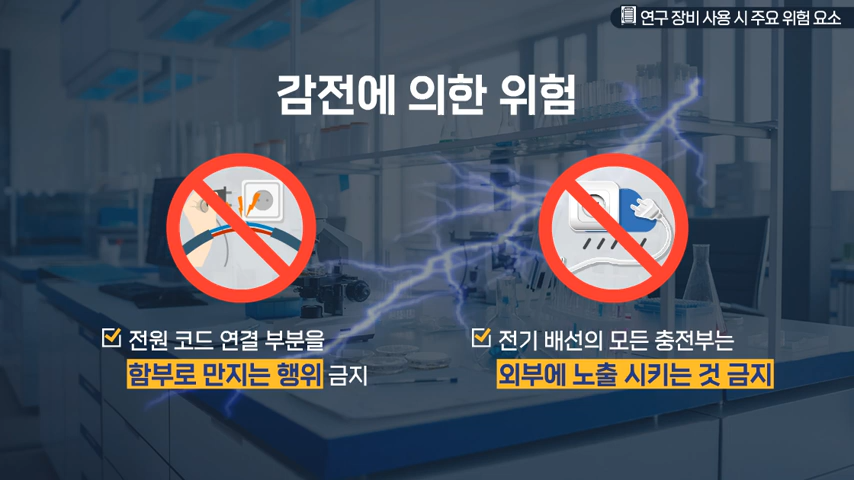 연구 장비 사용 시 주요 위험 요소
감전에 의한 위험
전원 코드 연결 부분을
함부로 만지는 행위 금지
전기 배선의 모든 충전부는
외부에 노출 시키는 것 금지